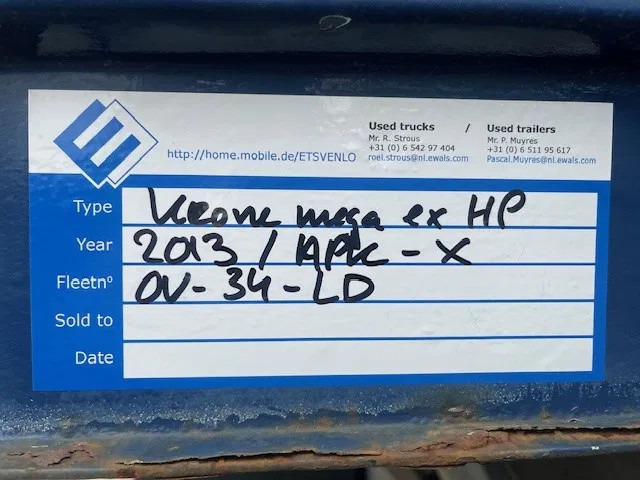 Used trucks / Used trailers
Mr. R. Strous Mr. P. Muyres
+31 (0) 6 542 97 404 +31 (0) 6 511 95 617
http://home.mobile.de/ETSVENLO roel.strous@nl.ewals.com Pascal.Muyres@nl.ewals.com
Type Krone mega ex HP
Year 2013 / APK - X
Fleetnº OV-34-LD
Sold to
Date